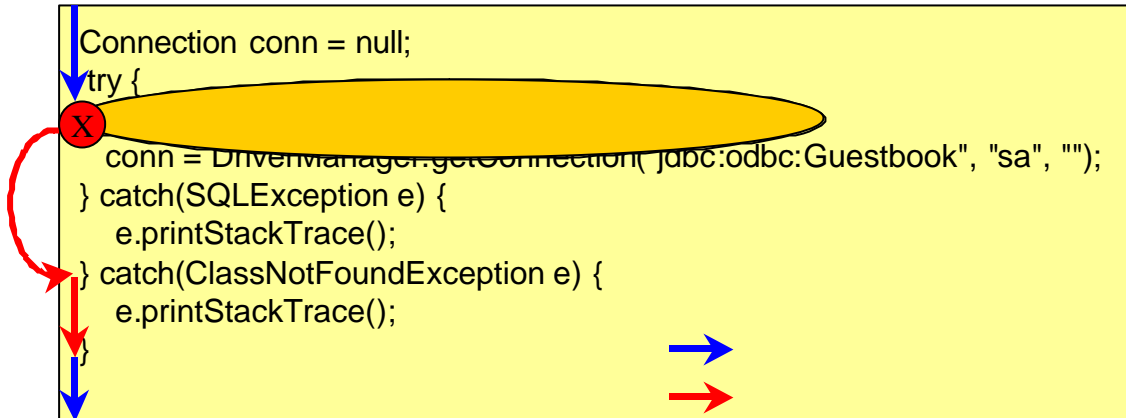 Connection conn = null;
try {
X
conn = DriverManager.getConnection("jdbc:odbc:Guestbook", "sa", "");
} catch(SQLException e) {
e.printStackTrace();
} catch(ClassNotFoundException e) {
e.printStackTrace();
}